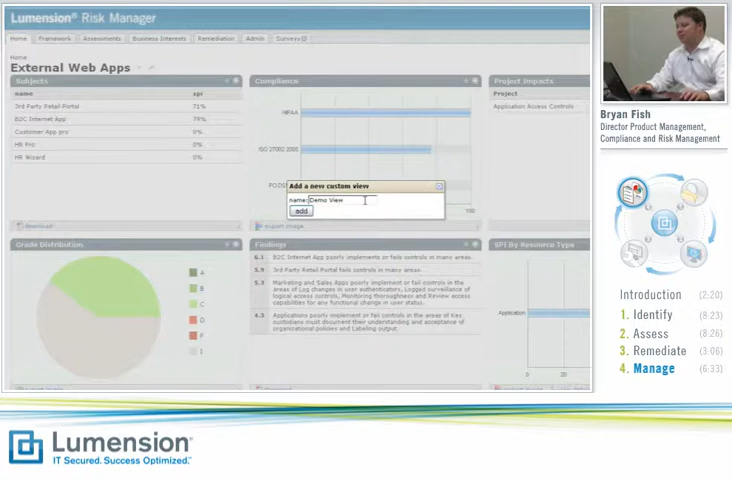 Lumension® Risk Manager
Home Framework Assessments Business Interests Remediation Admin Surveys
Home
External Web Apps
Subjects
name spi
3rd Party Retail Portal 71%
B2C Internet App 79%
Customer App pro 0%
HR Pro 0%
HR Wizard 0%
download
Compliance
HIPAA
ISO 27002 2005
PCI DS
100
export image
Project Impacts
Project
Application Access Controls
Add a new custom view
name: Demo View
add
Grade Distribution
A
B
C
D
F
I
Findings
6.1 B2C Internet App poorly implements or fails controls in many areas.
5.9 3rd Party Retail Portal fails controls in many areas.
5.3 Marketing and Sales Apps poorly implement or fail controls in the
areas of Log changes in user authenticators, Logged surveillance of
logical access controls, Monitoring thoroughness and Review access
capabilities for any functional change in user status.
4.3 Applications poorly implement or fail controls in the areas of Key
custodians must document their understanding and acceptance of
organizational policies and Labeling output.
SPI By Resource Type
Application
0 20
Bryan Fish
Director Product Management,
Compliance and Risk Management
Introduction (2:20)
1. Identify (8:23)
2. Assess (8:26)
3. Remediate (3:06)
4. Manage (6:33)
Lumension®
IT Secured. Success Optimized.™